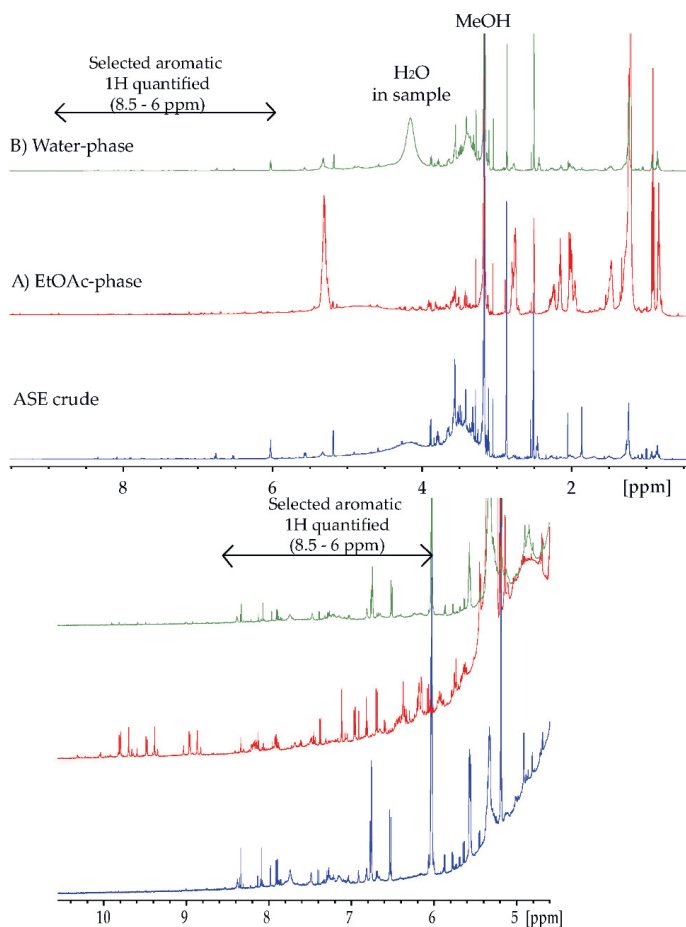 MeOH
Selected aromatic
1H quantified
(8.5 - 6 ppm)
H2O
in sample
B) Water-phase
A) EtOAc-phase
ASE crude
8 6 4 2 [ppm]
Selected aromatic
1H quantified
(8.5 - 6 ppm)
10 9 8 7 6 5 [ppm]